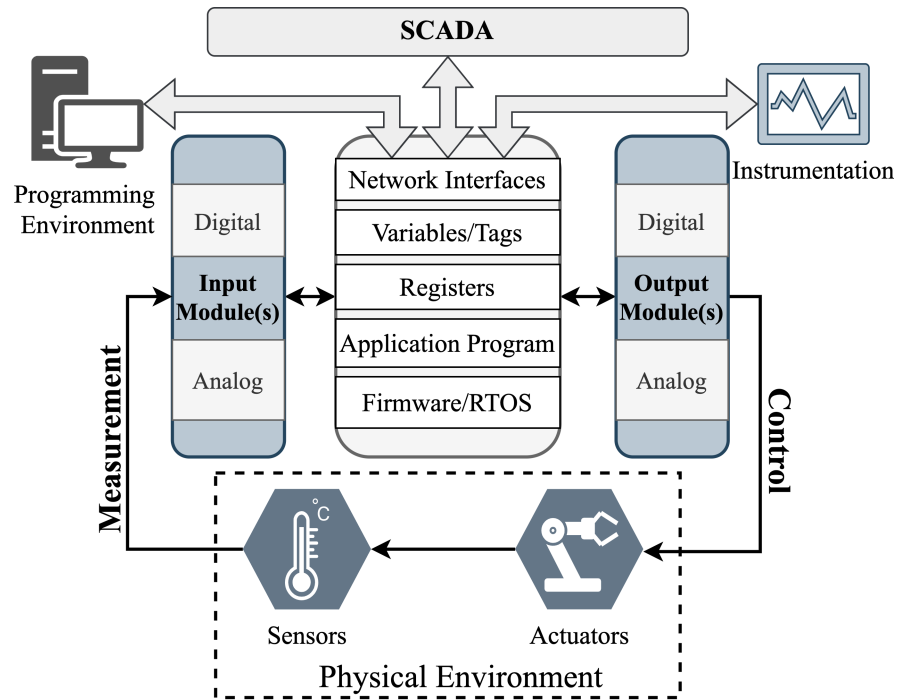 SCADA
Programming
Environment
Instrumentation
Digital
Input
Module(s)
Analog
Network Interfaces
Variables/Tags
Registers
Application Program
Firmware/RTOS
Digital
Output
Module(s)
Analog
Measurement
Control
°C
Sensors
Actuators
Physical Environment